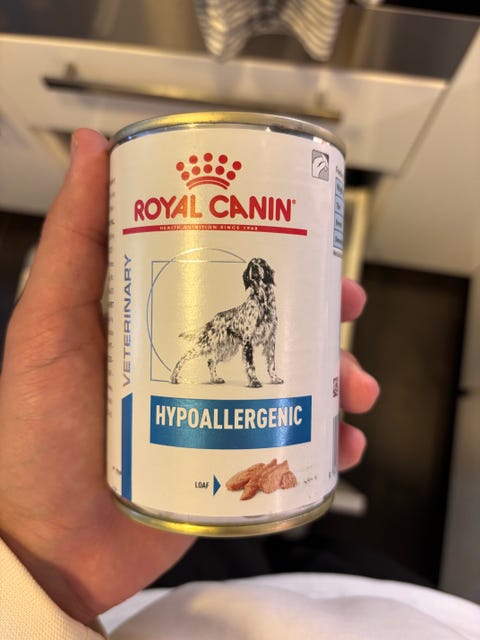 ROYAL CANIN
HEALTH NUTRITION SINCE 1968
VETERINARY
HYPOALLERGENIC
LOAF